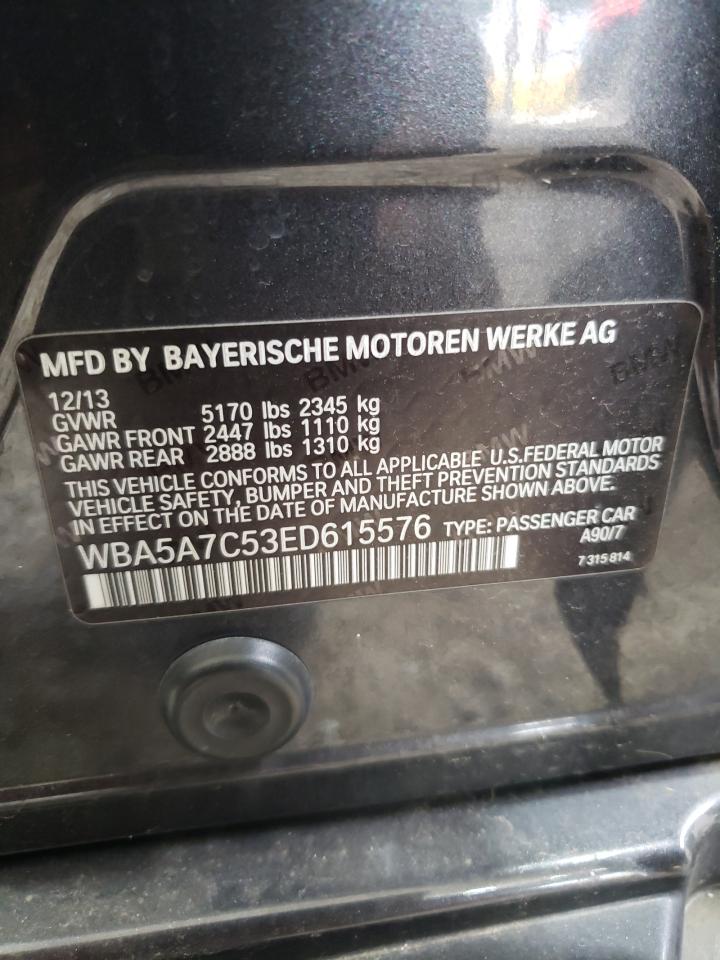 MFD BY BAYERISCHE MOTOREN WERKE AG
12/13
GVWR 5170 lbs 2345 kg
GAWR FRONT 2447 lbs 1110 kg
GAWR REAR 2888 lbs 1310 kg
THIS VEHICLE CONFORMS TO ALL APPLICABLE U.S.FEDERAL MOTOR
VEHICLE SAFETY, BUMPER AND THEFT PREVENTION STANDARDS
IN EFFECT ON THE DATE OF MANUFACTURE SHOWN ABOVE.
WBA5A7C53ED615576 TYPE: PASSENGER CAR
A90/7
7 315 814